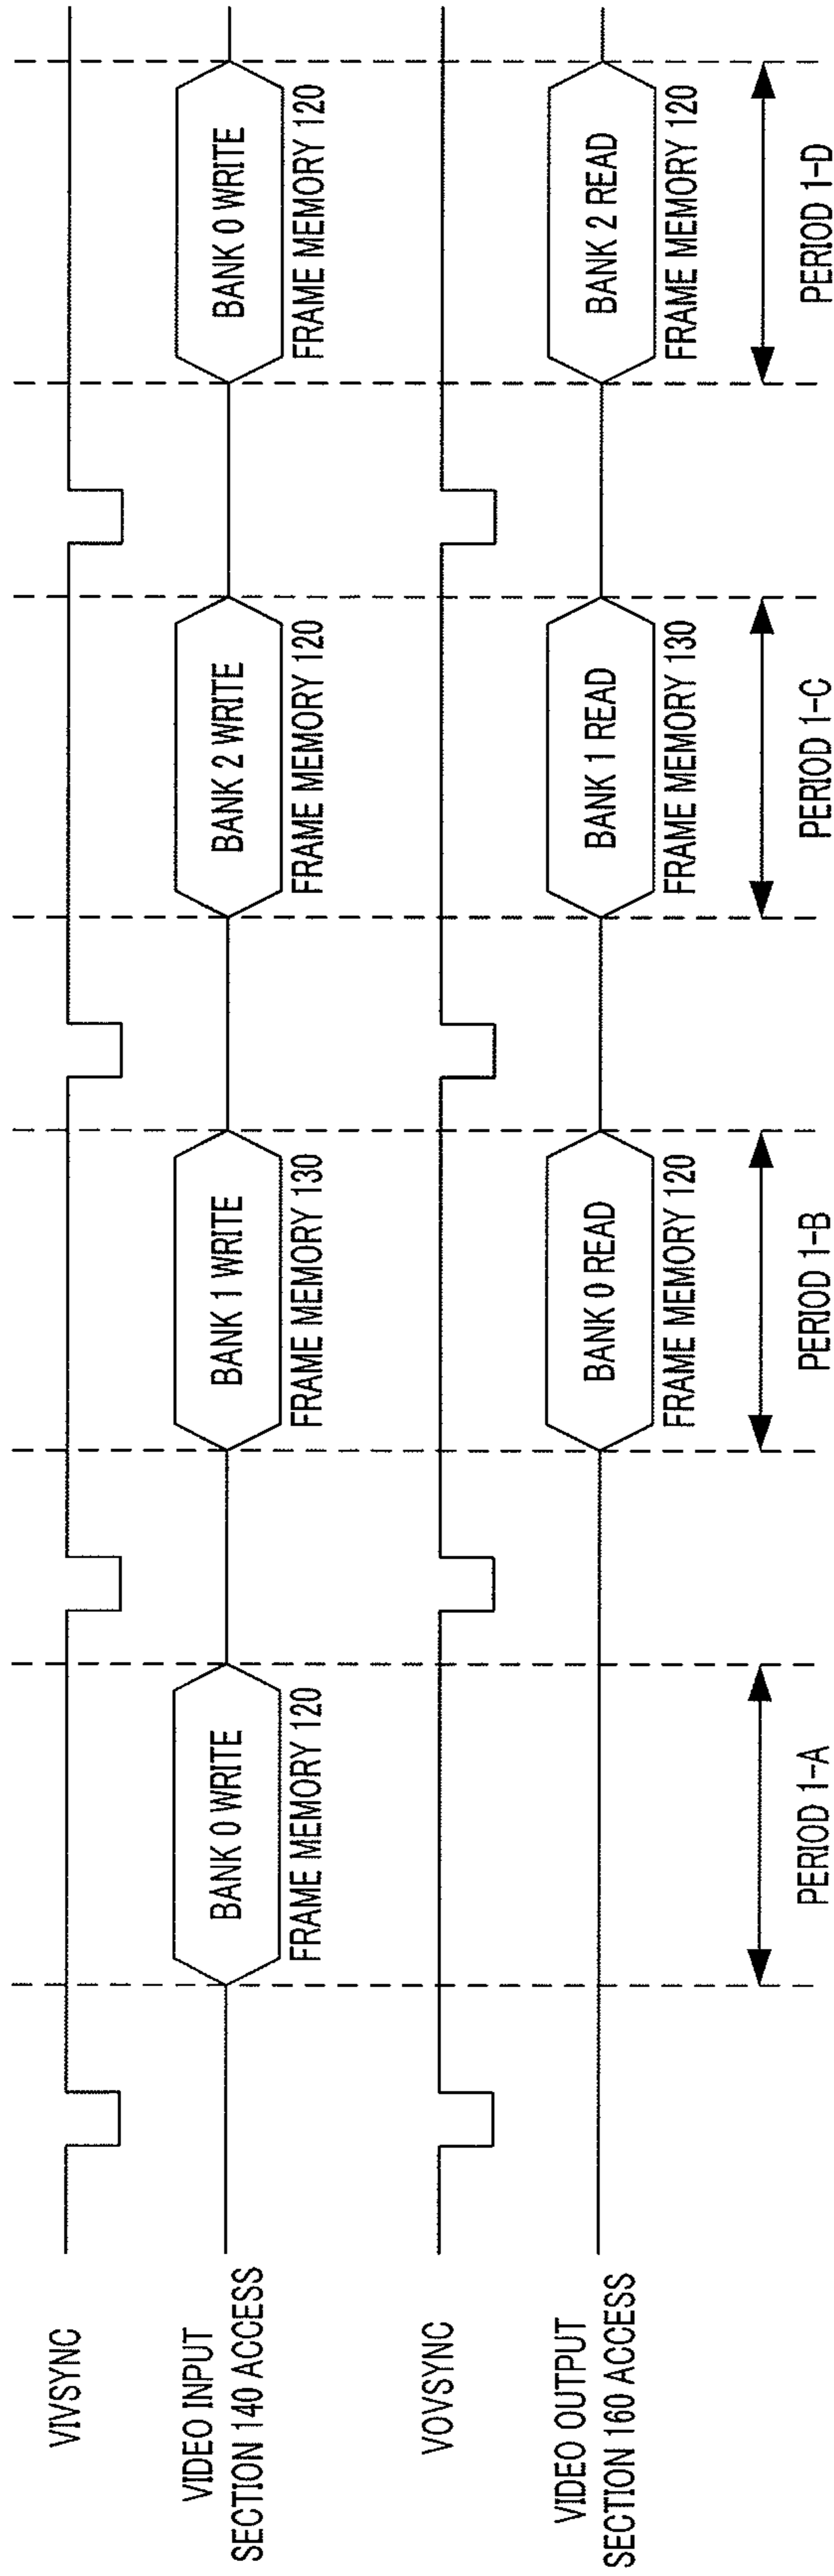 VIVSYNC
VIDEO INPUT
SECTION 140 ACCESS
BANK 0 WRITE
FRAME MEMORY 120
BANK 1 WRITE
FRAME MEMORY 130
BANK 2 WRITE
FRAME MEMORY 120
BANK 0 WRITE
FRAME MEMORY 120
VOVSYNC
VIDEO OUTPUT
SECTION 160 ACCESS
BANK 0 READ
FRAME MEMORY 120
BANK 1 READ
FRAME MEMORY 130
BANK 2 READ
FRAME MEMORY 120
PERIOD 1-A
PERIOD 1-B
PERIOD 1-C
PERIOD 1-D